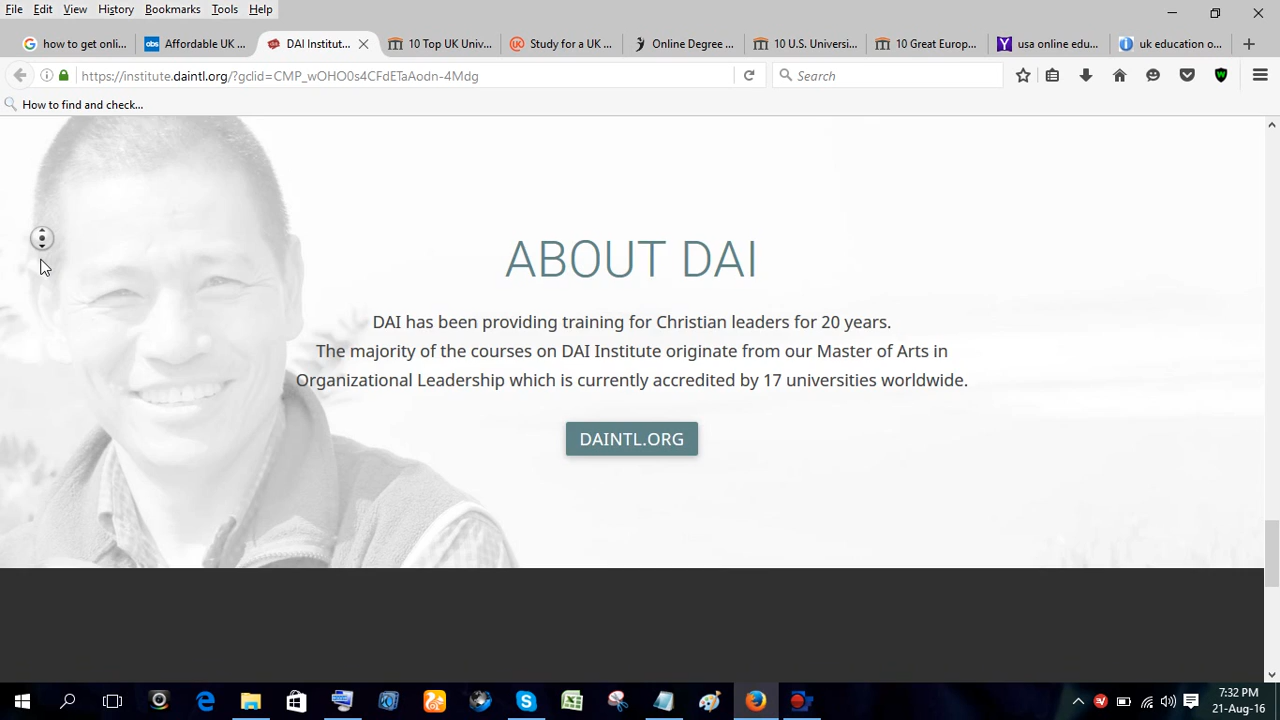 File Edit View History Bookmarks Tools Help
how to get onli...
Affordable UK ...
DAI Institut...
10 Top UK Univ...
Study for a UK ...
Online Degree ...
10 U.S. Universi...
10 Great Europ...
usa online edu...
uk education o...
https://institute.daintl.org/?gclid=CMP_wOHO0s4CFdETaAodn-4Mdg
Search
How to find and check...
ABOUT DAI
DAI has been providing training for Christian leaders for 20 years.
The majority of the courses on DAI Institute originate from our Master of Arts in
Organizational Leadership which is currently accredited by 17 universities worldwide.
DAINTL.ORG
7:32 PM
21-Aug-16